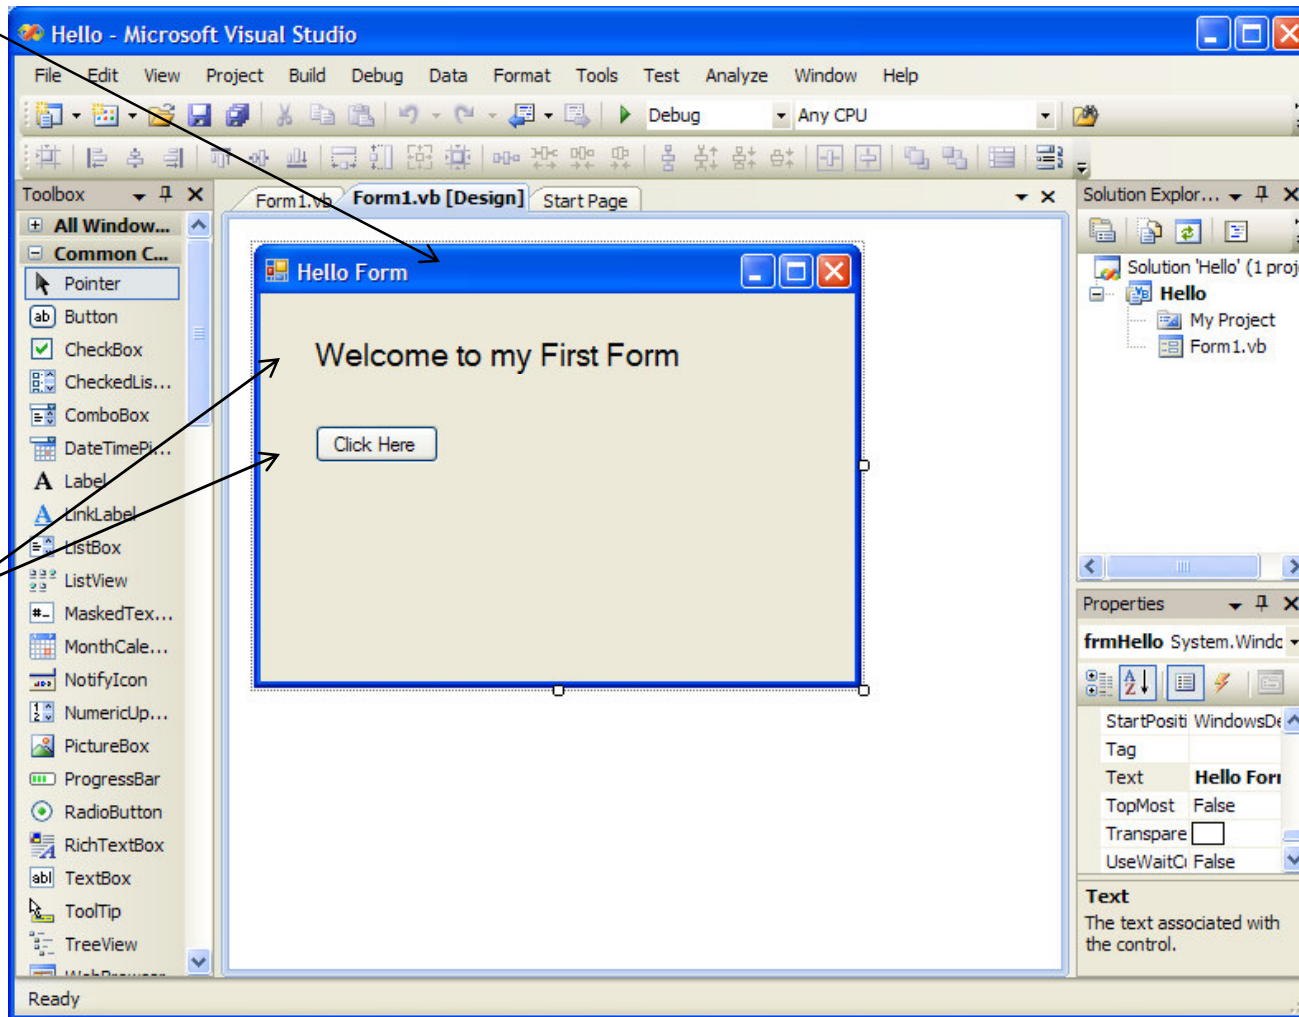 Hello - Microsoft Visual Studio
File Edit View Project Build Debug Data Format Tools Test Analyze Window Help
Debug Any CPU
Toolbox
Form1.vb Form1.vb [Design] Start Page
Solution Explor...
All Window...
Common C...
Pointer
Button
CheckBox
CheckedLis...
ComboBox
DateTimePi...
Label
LinkLabel
ListBox
ListView
MaskedTex...
MonthCale...
NotifyIcon
NumericUp...
PictureBox
ProgressBar
RadioButton
RichTextBox
TextBox
ToolTip
TreeView
Hello Form
Welcome to my First Form
Click Here
Solution 'Hello' (1 proj
Hello
My Project
Form1.vb
Properties
frmHello System.Windo
StartPositi WindowsDe
Tag
Text Hello For
TopMost False
Transpare
UseWaitC False
Text
The text associated with
the control.
Ready